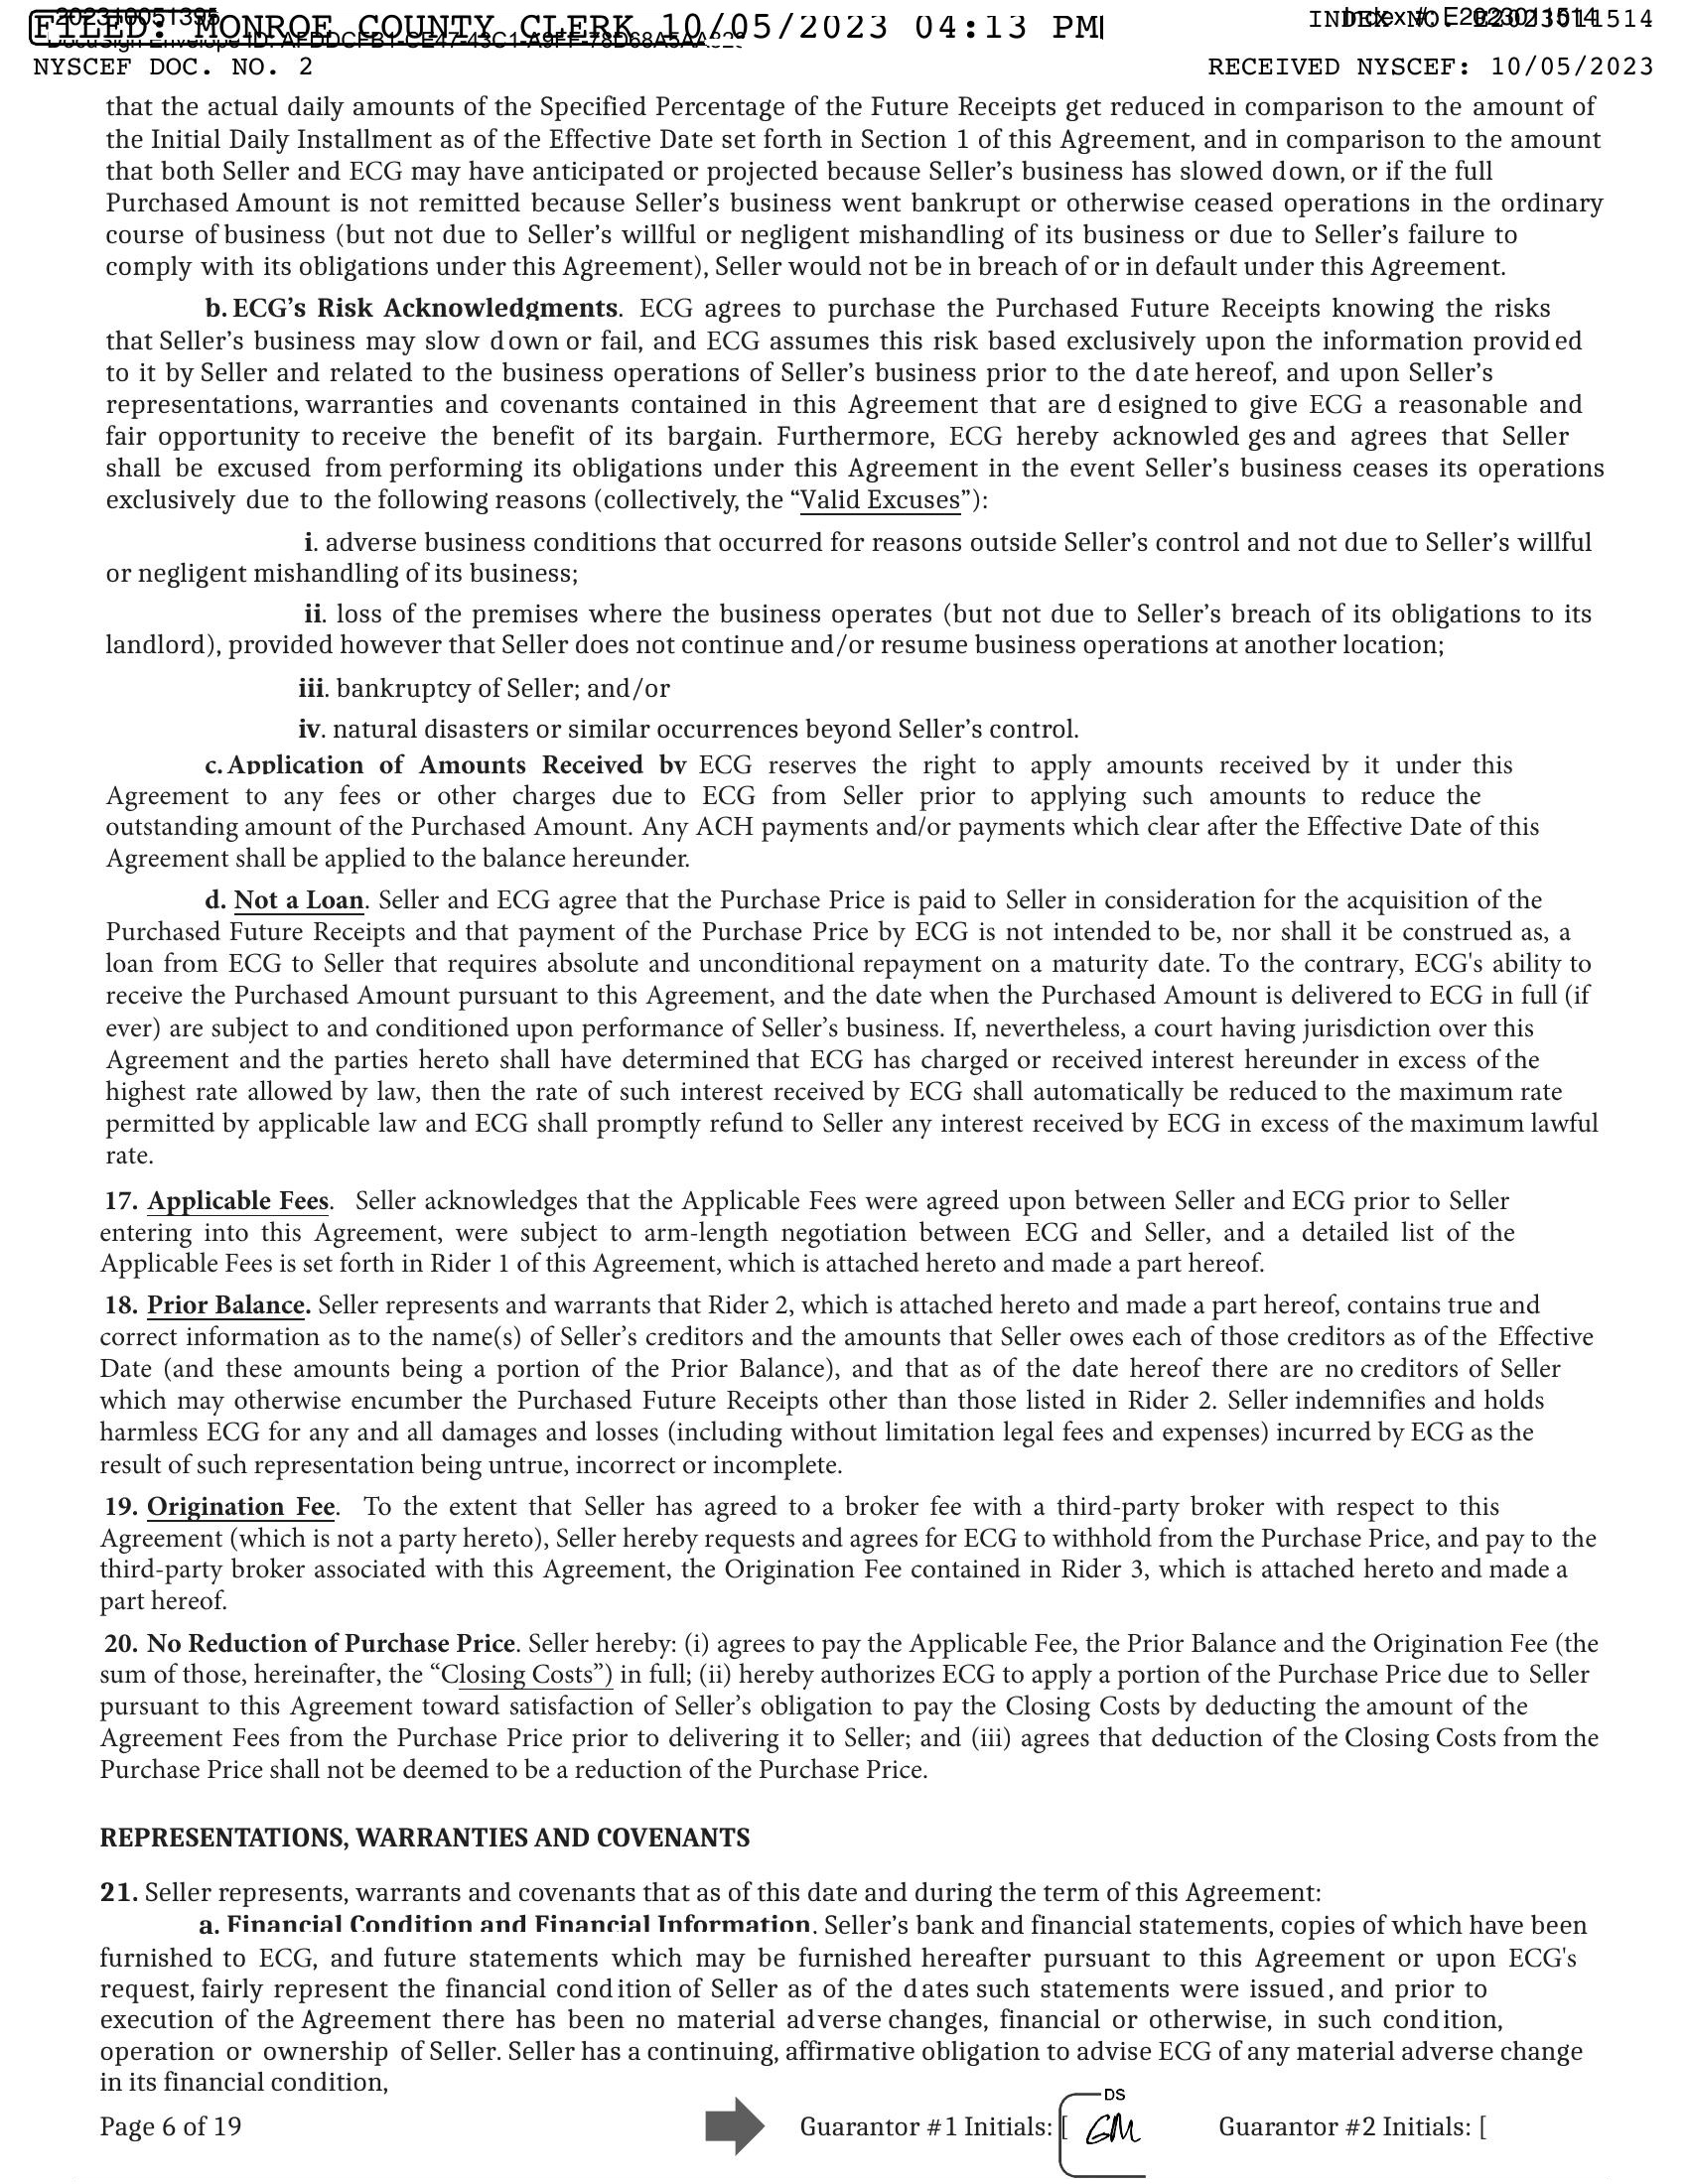 202310051395
Index #: E2023011514
FILED: MONROE COUNTY CLERK 10/05/2023 04:13 PM
INDEX NO. E2023011514
NYSCEF DOC. NO. 2
RECEIVED NYSCEF: 10/05/2023
that the actual daily amounts of the Specified Percentage of the Future Receipts get reduced in comparison to the amount of
the Initial Daily Installment as of the Effective Date set forth in Section 1 of this Agreement, and in comparison to the amount
that both Seller and ECG may have anticipated or projected because Seller's business has slowed down, or if the full
Purchased Amount is not remitted because Seller's business went bankrupt or otherwise ceased operations in the ordinary
course of business (but not due to Seller's willful or negligent mishandling of its business or due to Seller's failure to
comply with its obligations under this Agreement), Seller would not be in breach of or in default under this Agreement.
b. ECG's Risk Acknowledgments. ECG agrees to purchase the Purchased Future Receipts knowing the risks
that Seller's business may slow down or fail, and ECG assumes this risk based exclusively upon the information provided
to it by Seller and related to the business operations of Seller's business prior to the date hereof, and upon Seller's
representations, warranties and covenants contained in this Agreement that are designed to give ECG a reasonable and
fair opportunity to receive the benefit of its bargain. Furthermore, ECG hereby acknowledges and agrees that Seller
shall be excused from performing its obligations under this Agreement in the event Seller's business ceases its operations
exclusively due to the following reasons (collectively, the “Valid Excuses”):
i. adverse business conditions that occurred for reasons outside Seller's control and not due to Seller's willful
or negligent mishandling of its business;
ii. loss of the premises where the business operates (but not due to Seller's breach of its obligations to its
landlord), provided however that Seller does not continue and/or resume business operations at another location;
iii. bankruptcy of Seller; and/or
iv. natural disasters or similar occurrences beyond Seller's control.
c. Application of Amounts Received by ECG reserves the right to apply amounts received by it under this
Agreement to any fees or other charges due to ECG from Seller prior to applying such amounts to reduce the
outstanding amount of the Purchased Amount. Any ACH payments and/or payments which clear after the Effective Date of this
Agreement shall be applied to the balance hereunder.
d. Not a Loan. Seller and ECG agree that the Purchase Price is paid to Seller in consideration for the acquisition of the
Purchased Future Receipts and that payment of the Purchase Price by ECG is not intended to be, nor shall it be construed as, a
loan from ECG to Seller that requires absolute and unconditional repayment on a maturity date. To the contrary, ECG's ability to
receive the Purchased Amount pursuant to this Agreement, and the date when the Purchased Amount is delivered to ECG in full (if
ever) are subject to and conditioned upon performance of Seller's business. If, nevertheless, a court having jurisdiction over this
Agreement and the parties hereto shall have determined that ECG has charged or received interest hereunder in excess of the
highest rate allowed by law, then the rate of such interest received by ECG shall automatically be reduced to the maximum rate
permitted by applicable law and ECG shall promptly refund to Seller any interest received by ECG in excess of the maximum lawful
rate.
17. Applicable Fees. Seller acknowledges that the Applicable Fees were agreed upon between Seller and ECG prior to Seller
entering into this Agreement, were subject to arm-length negotiation between ECG and Seller, and a detailed list of the
Applicable Fees is set forth in Rider 1 of this Agreement, which is attached hereto and made a part hereof.
18. Prior Balance. Seller represents and warrants that Rider 2, which is attached hereto and made a part hereof, contains true and
correct information as to the name(s) of Seller's creditors and the amounts that Seller owes each of those creditors as of the Effective
Date (and these amounts being a portion of the Prior Balance), and that as of the date hereof there are no creditors of Seller
which may otherwise encumber the Purchased Future Receipts other than those listed in Rider 2. Seller indemnifies and holds
harmless ECG for any and all damages and losses (including without limitation legal fees and expenses) incurred by ECG as the
result of such representation being untrue, incorrect or incomplete.
19. Origination Fee. To the extent that Seller has agreed to a broker fee with a third-party broker with respect to this
Agreement (which is not a party hereto), Seller hereby requests and agrees for ECG to withhold from the Purchase Price, and pay to the
third-party broker associated with this Agreement, the Origination Fee contained in Rider 3, which is attached hereto and made a
part hereof.
20. No Reduction of Purchase Price. Seller hereby: (i) agrees to pay the Applicable Fee, the Prior Balance and the Origination Fee (the
sum of those, hereinafter, the “Closing Costs”) in full; (ii) hereby authorizes ECG to apply a portion of the Purchase Price due to Seller
pursuant to this Agreement toward satisfaction of Seller's obligation to pay the Closing Costs by deducting the amount of the
Agreement Fees from the Purchase Price prior to delivering it to Seller; and (iii) agrees that deduction of the Closing Costs from the
Purchase Price shall not be deemed to be a reduction of the Purchase Price.
REPRESENTATIONS, WARRANTIES AND COVENANTS
21. Seller represents, warrants and covenants that as of this date and during the term of this Agreement:
a. Financial Condition and Financial Information. Seller's bank and financial statements, copies of which have been
furnished to ECG, and future statements which may be furnished hereafter pursuant to this Agreement or upon ECG's
request, fairly represent the financial condition of Seller as of the dates such statements were issued, and prior to
execution of the Agreement there has been no material adverse changes, financial or otherwise, in such condition,
operation or ownership of Seller. Seller has a continuing, affirmative obligation to advise ECG of any material adverse change
in its financial condition,
DS
Page 6 of 19
Guarantor #1 Initials: [ GM
Guarantor #2 Initials: [